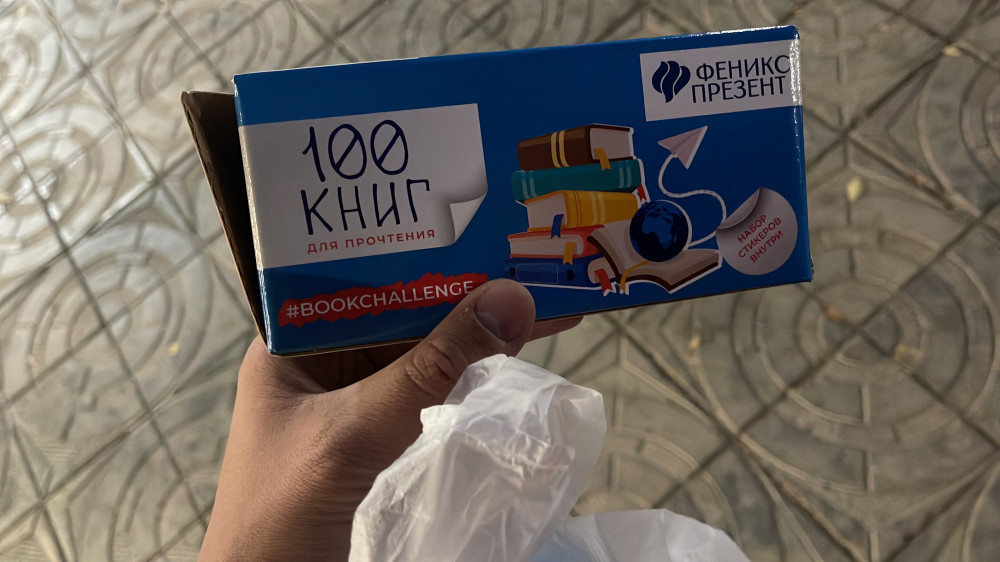 100
КНИГ
ДЛЯ ПРОЧТЕНИЯ
#BOOKCHALLENGE
ФЕНИКС
ПРЕЗЕНТ
НАБОР
СТИКЕРОВ
ВНУТРИ